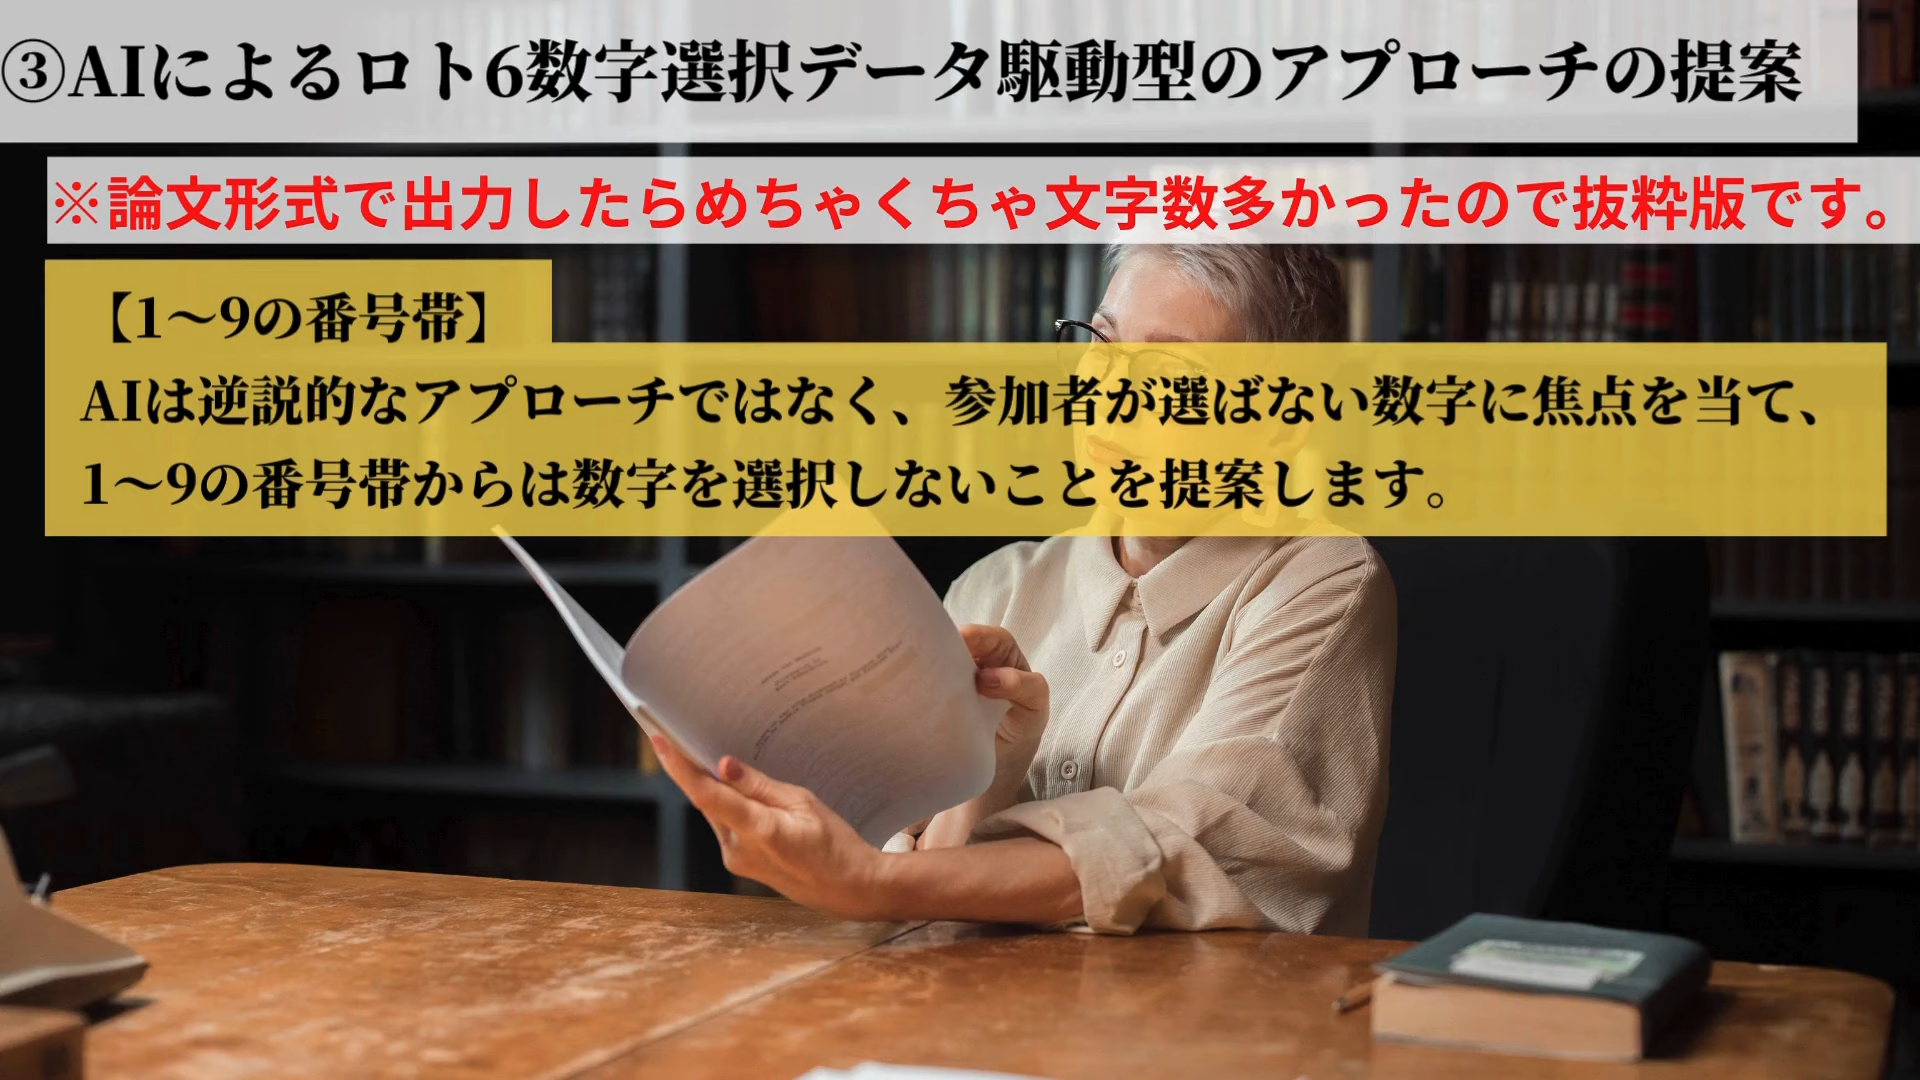 ③AIによるロト6数字選択データ駆動型のアプローチの提案
※論文形式で出力したらめちゃくちゃ文字数多かったので抜粋版です。
【1〜9の番号帯】
AIは逆説的なアプローチではなく、参加者が選ばない数字に焦点を当て、
1〜9の番号帯からは数字を選択しないことを提案します。